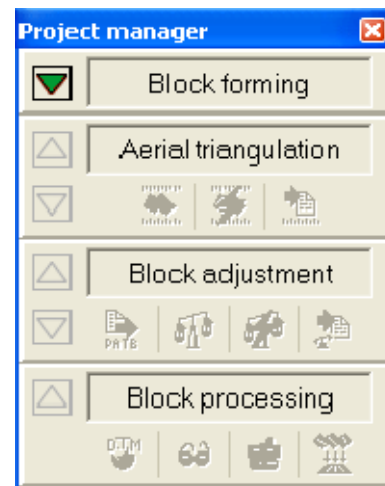 Project manager
Block forming
Aerial triangulation
Block adjustment
PATB
Block processing
DTM